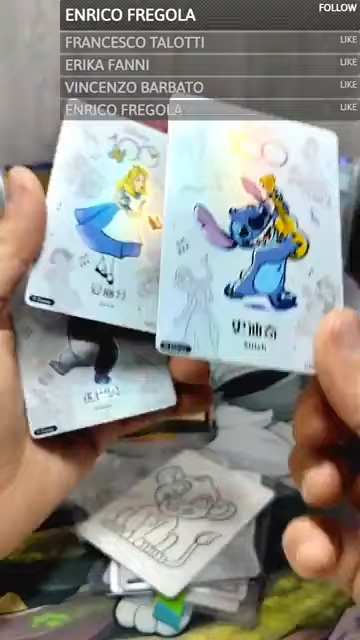 ENRICO FREGOLA
FOLLOW
FRANCESCO TALOTTI
LIKE
ERIKA FANNI
LIKE
VINCENZO BARBATO
LIKE
ENRICO FREGOLA
LIKE
100
史迪奇
Stitch